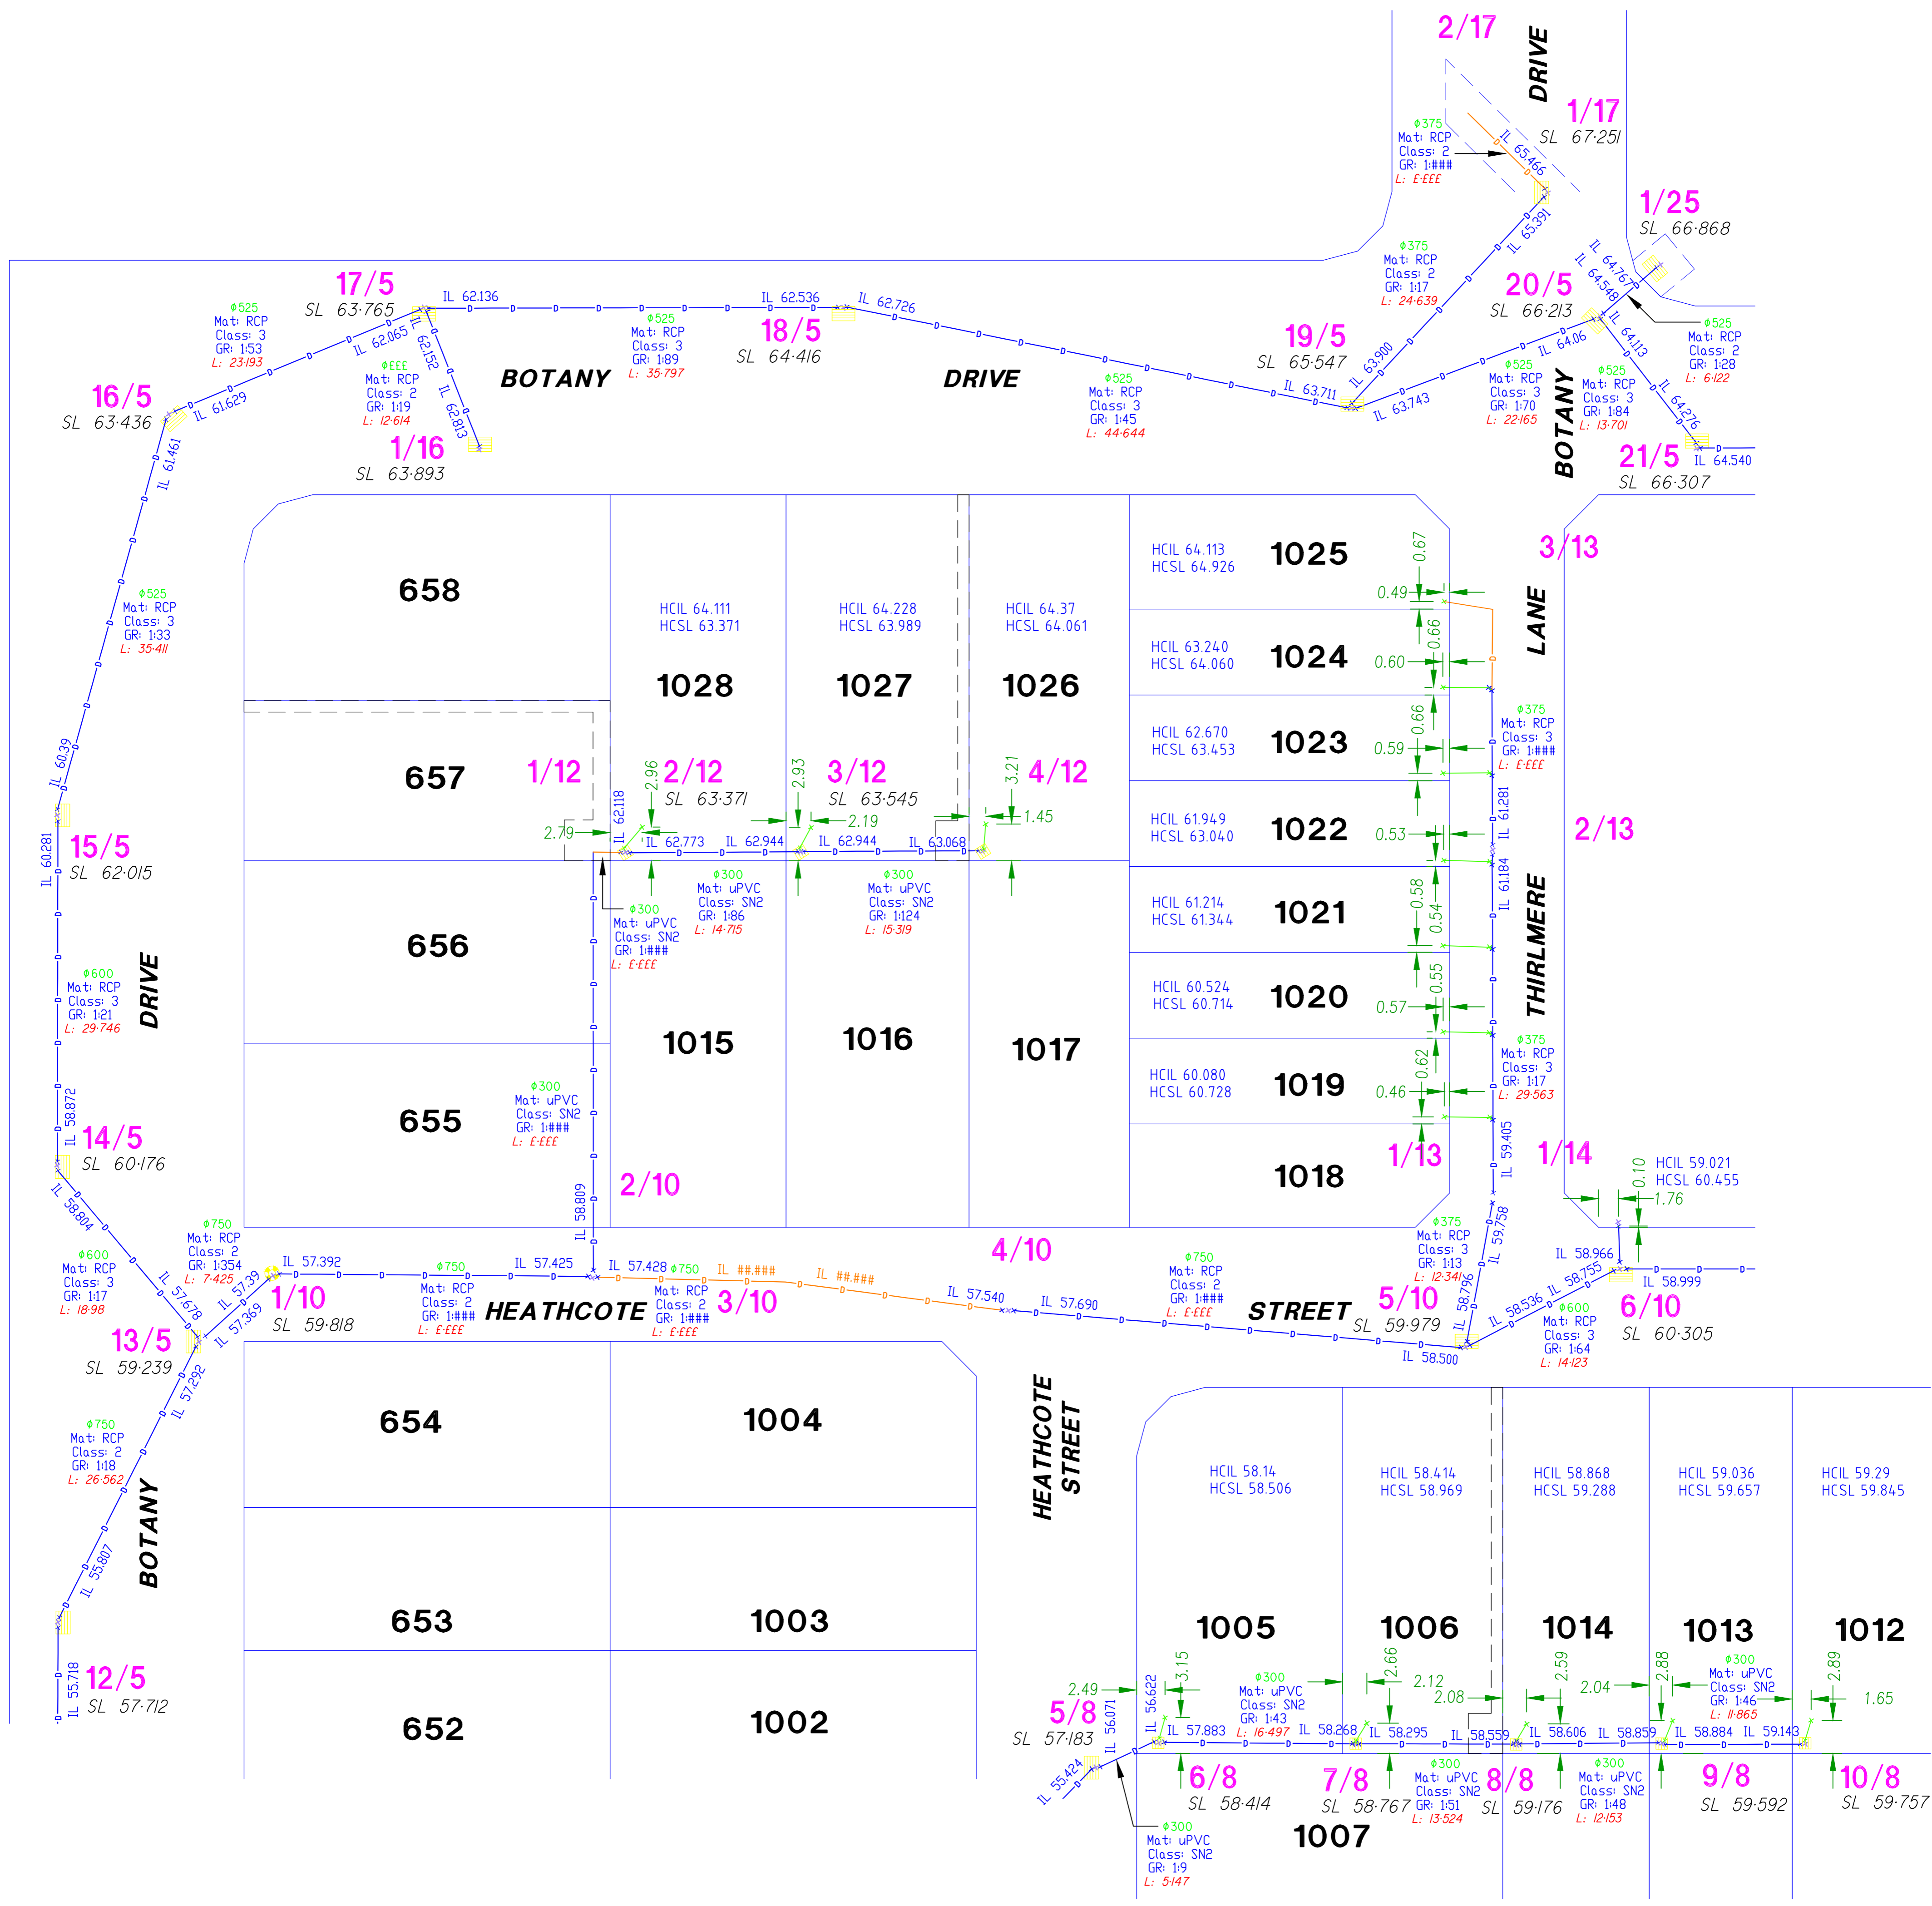 2/17
DRIVE
1/17
SL 67·251
φ375
Mat: RCP
Class: 2
GR: 1:###
L: £·£££
IL 65.466
IL 65.391
1/25
SL 66·868
IL 64.767
IL 64.548
20/5
SL 66·213
φ375
Mat: RCP
Class: 2
GR: 1:17
L: 24·639
17/5
SL 63·765
IL 62.136
IL 62.536
IL 62.726
18/5
SL 64·416
φ525
Mat: RCP
Class: 3
GR: 1:53
L: 23·193
IL 62.065
IL 62.152
IL 62.813
φ£££
Mat: RCP
Class: 2
GR: 1:19
L: 12·614
φ525
Mat: RCP
Class: 3
GR: 1:89
L: 35·797
BOTANY
DRIVE
19/5
SL 65·547
IL 63.900
IL 63.711
IL 63.743
IL 64.06
IL 64.113
IL 64.276
φ525
Mat: RCP
Class: 2
GR: 1:28
L: 6·122
φ525
Mat: RCP
Class: 3
GR: 1:70
L: 22·165
φ525
Mat: RCP
Class: 3
GR: 1:84
L: 13·701
φ525
Mat: RCP
Class: 3
GR: 1:45
L: 44·644
BOTANY
16/5
SL 63·436
IL 61.629
IL 61.461
1/16
SL 63·893
21/5
SL 66·307
IL 64.540
3/13
658
HCIL 64.111
HCSL 63.371
HCIL 64.228
HCSL 63.989
HCIL 64.37
HCSL 64.061
HCIL 64.113
HCSL 64.926
1025
0.67
0.49
φ525
Mat: RCP
Class: 3
GR: 1:33
L: 35·411
LANE
HCIL 63.240
HCSL 64.060
1024
0.66
0.60
1028
1027
1026
HCIL 62.670
HCSL 63.453
1023
0.66
0.59
φ375
Mat: RCP
Class: 3
GR: 1:###
L: £·£££
657
1/12
2/12
SL 63·371
3/12
SL 63·545
4/12
2.96
2.93
3.21
2.79
2.19
1.45
IL 62.118
IL 62.773
IL 62.944
IL 62.944
IL 63.068
IL 60.39
15/5
SL 62·015
IL 60.281
HCIL 61.949
HCSL 63.040
1022
0.53
IL 61.281
IL 61.184
2/13
φ300
Mat: uPVC
Class: SN2
GR: 1:86
L: 14·715
φ300
Mat: uPVC
Class: SN2
GR: 1:124
L: 15·319
φ300
Mat: uPVC
Class: SN2
GR: 1:###
L: £·£££
HCIL 61.214
HCSL 61.344
1021
0.58
0.54
THIRLMERE
656
DRIVE
φ600
Mat: RCP
Class: 3
GR: 1:21
L: 29·746
HCIL 60.524
HCSL 60.714
1020
0.55
0.57
1015
1016
1017
HCIL 60.080
HCSL 60.728
1019
0.62
0.46
φ375
Mat: RCP
Class: 3
GR: 1:17
L: 29·563
655
φ300
Mat: uPVC
Class: SN2
GR: 1:###
L: £·£££
IL 58.872
14/5
SL 60·176
IL 58.804
2/10
IL 58.809
1018
1/13
IL 59.405
1/14
HCIL 59.021
HCSL 60.455
0.10
1.76
φ750
Mat: RCP
Class: 2
GR: 1:354
L: 7·425
φ600
Mat: RCP
Class: 3
GR: 1:17
L: 18·98
IL 57.678
IL 57.39
IL 57.369
IL 57.392
IL 57.425
IL 57.428
IL ##.###
IL ##.###
4/10
φ750
Mat: RCP
Class: 2
GR: 1:###
L: £·£££
φ375
Mat: RCP
Class: 3
GR: 1:13
L: 12·341
IL 59.758
IL 58.796
IL 58.966
IL 58.755
IL 58.536
IL 58.999
1/10
SL 59·818
φ750
Mat: RCP
Class: 2
GR: 1:###
L: £·£££
HEATHCOTE
φ750
Mat: RCP
Class: 2
GR: 1:###
L: £·£££
3/10
IL 57.540
IL 57.690
STREET
5/10
SL 59·979
IL 58.500
φ600
Mat: RCP
Class: 3
GR: 1:64
L: 14·123
6/10
SL 60·305
13/5
SL 59·239
IL 57.292
φ750
Mat: RCP
Class: 2
GR: 1:18
L: 26·562
654
1004
HEATHCOTE
STREET
HCIL 58.14
HCSL 58.506
HCIL 58.414
HCSL 58.969
HCIL 58.868
HCSL 59.288
HCIL 59.036
HCSL 59.657
HCIL 59.29
HCSL 59.845
BOTANY
IL 55.807
653
1003
1005
1006
1014
1013
1012
12/5
SL 57·712
IL 55.718
652
1002
2.49
3.15
φ300
Mat: uPVC
Class: SN2
GR: 1:43
L: 16·497
2.66
2.12
2.08
2.59
2.04
2.88
φ300
Mat: uPVC
Class: SN2
GR: 1:46
L: 11·865
2.89
1.65
5/8
SL 57·183
IL 56.071
IL 56.622
IL 55.424
IL 57.883
IL 58.268
IL 58.295
IL 58.559
IL 58.606
IL 58.859
IL 58.884
IL 59.143
6/8
SL 58·414
7/8
SL 58·767
φ300
Mat: uPVC
Class: SN2
GR: 1:51
L: 13·524
8/8
SL 59·176
φ300
Mat: uPVC
Class: SN2
GR: 1:48
L: 12·153
9/8
SL 59·592
10/8
SL 59·757
1007
φ300
Mat: uPVC
Class: SN2
GR: 1:9
L: 5·147